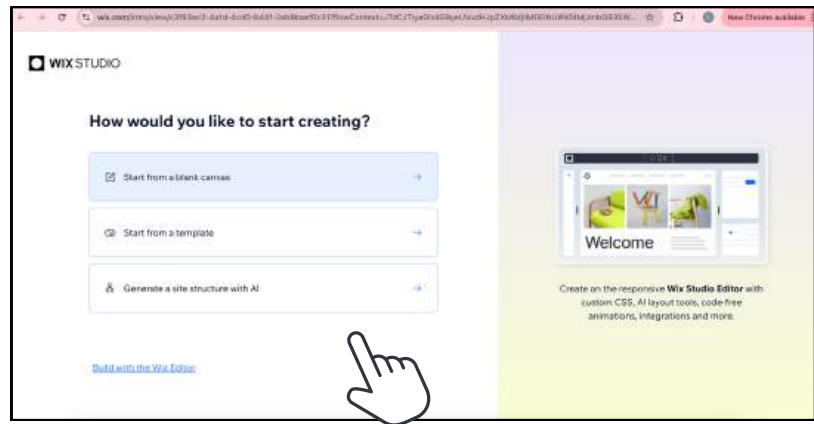 New Chrome available
WIX STUDIO
How would you like to start creating?
Start from a blank canvas
Start from a template
Generate a site structure with AI
Build with the Wix Editor
Welcome
Create on the responsive Wix Studio Editor with
custom CSS, AI layout tools, code-free
animations, integrations and more.